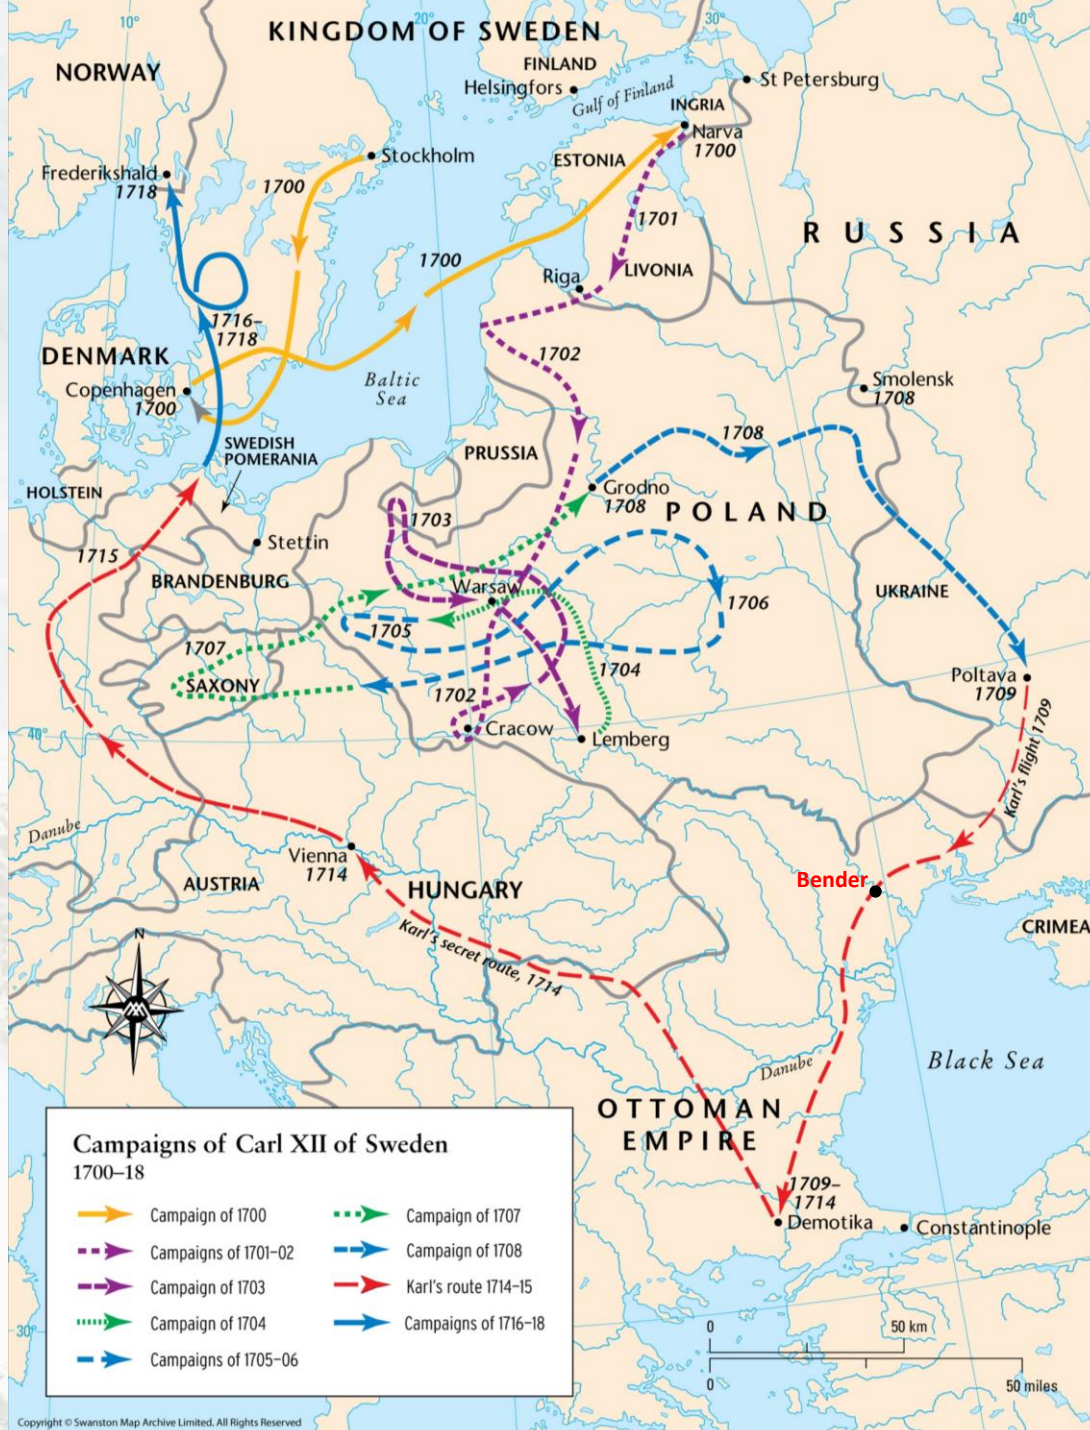 10°
20°
30°
40°
KINGDOM OF SWEDEN
NORWAY
FINLAND
Helsingfors
Gulf of Finland
St Petersburg
INGRIA
Narva
1700
Stockholm
ESTONIA
Frederikshald
1718
1700
1701
RUSSIA
1700
Riga
LIVONIA
1716–
1718
DENMARK
1702
Copenhagen
1700
Baltic
Sea
Smolensk
1708
SWEDISH
POMERANIA
PRUSSIA
1708
HOLSTEIN
Grodno
1708
POLAND
1703
1715
Stettin
BRANDENBURG
Warsaw
UKRAINE
1706
1705
1707
SAXONY
1704
1702
Poltava
1709
40°
Cracow
Lemberg
Karl's flight 1709
Danube
Vienna
1714
AUSTRIA
HUNGARY
Bender
Karl's secret route, 1714
CRIMEA
N
Danube
Black Sea
OTTOMAN
EMPIRE
1709–
1714
Demotika
Constantinople
30°
Campaigns of Carl XII of Sweden
1700–18
Campaign of 1700
Campaigns of 1701–02
Campaign of 1703
Campaign of 1704
Campaigns of 1705–06
Campaign of 1707
Campaign of 1708
Karl's route 1714–15
Campaigns of 1716–18
0
50 km
0
50 miles
Copyright © Swanston Map Archive Limited. All Rights Reserved